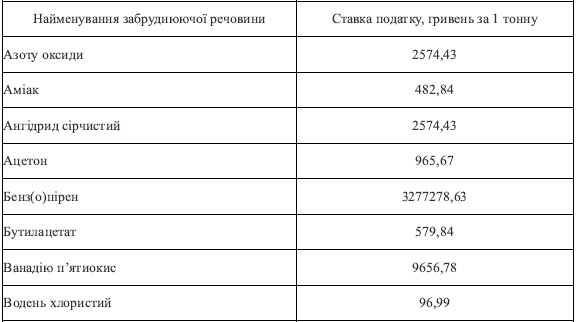 Найменування забруднюючої речовини Ставка податку, гривень за 1 тонну
Азоту оксиди 2574,43
Аміак 482,84
Ангідрид сірчистий 2574,43
Ацетон 965,67
Бенз(о)пірен 3277278,63
Бутилацетат 579,84
Ванадію п’ятиокис 9656,78
Водень хлористий 96,99